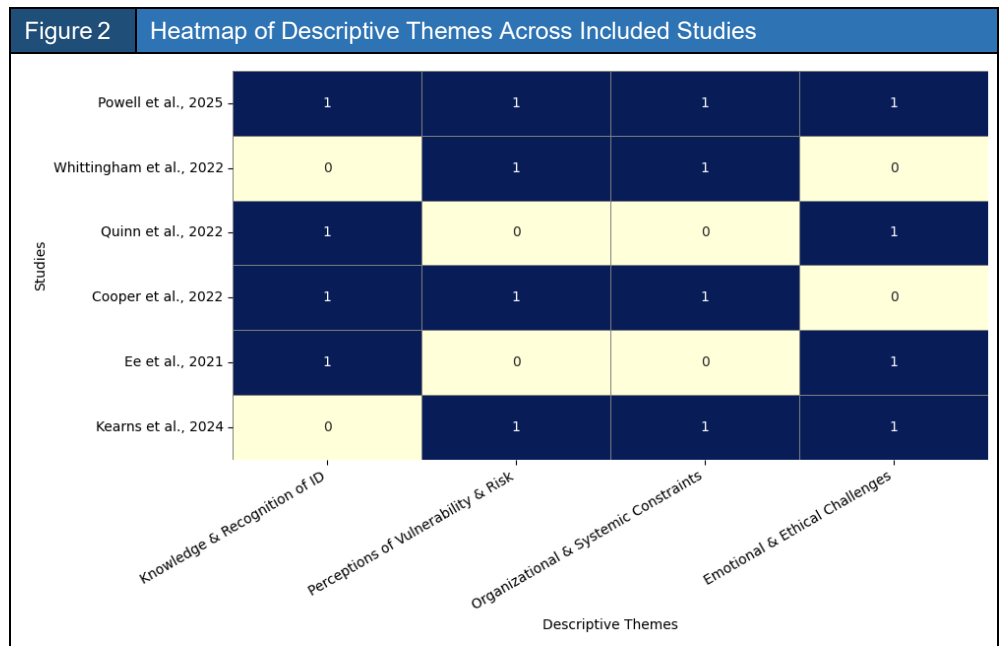 Figure 2 Heatmap of Descriptive Themes Across Included Studies
Powell et al., 2025 1 1 1 1
Whittingham et al., 2022 0 1 1 0
Quinn et al., 2022 1 0 0 1
Studies
Cooper et al., 2022 1 1 1 0
Ee et al., 2021 1 0 0 1
Kearns et al., 2024 0 1 1 1
Knowledge & Recognition of ID
Perceptions of Vulnerability & Risk
Organizational & Systemic Constraints
Emotional & Ethical Challenges
Descriptive Themes